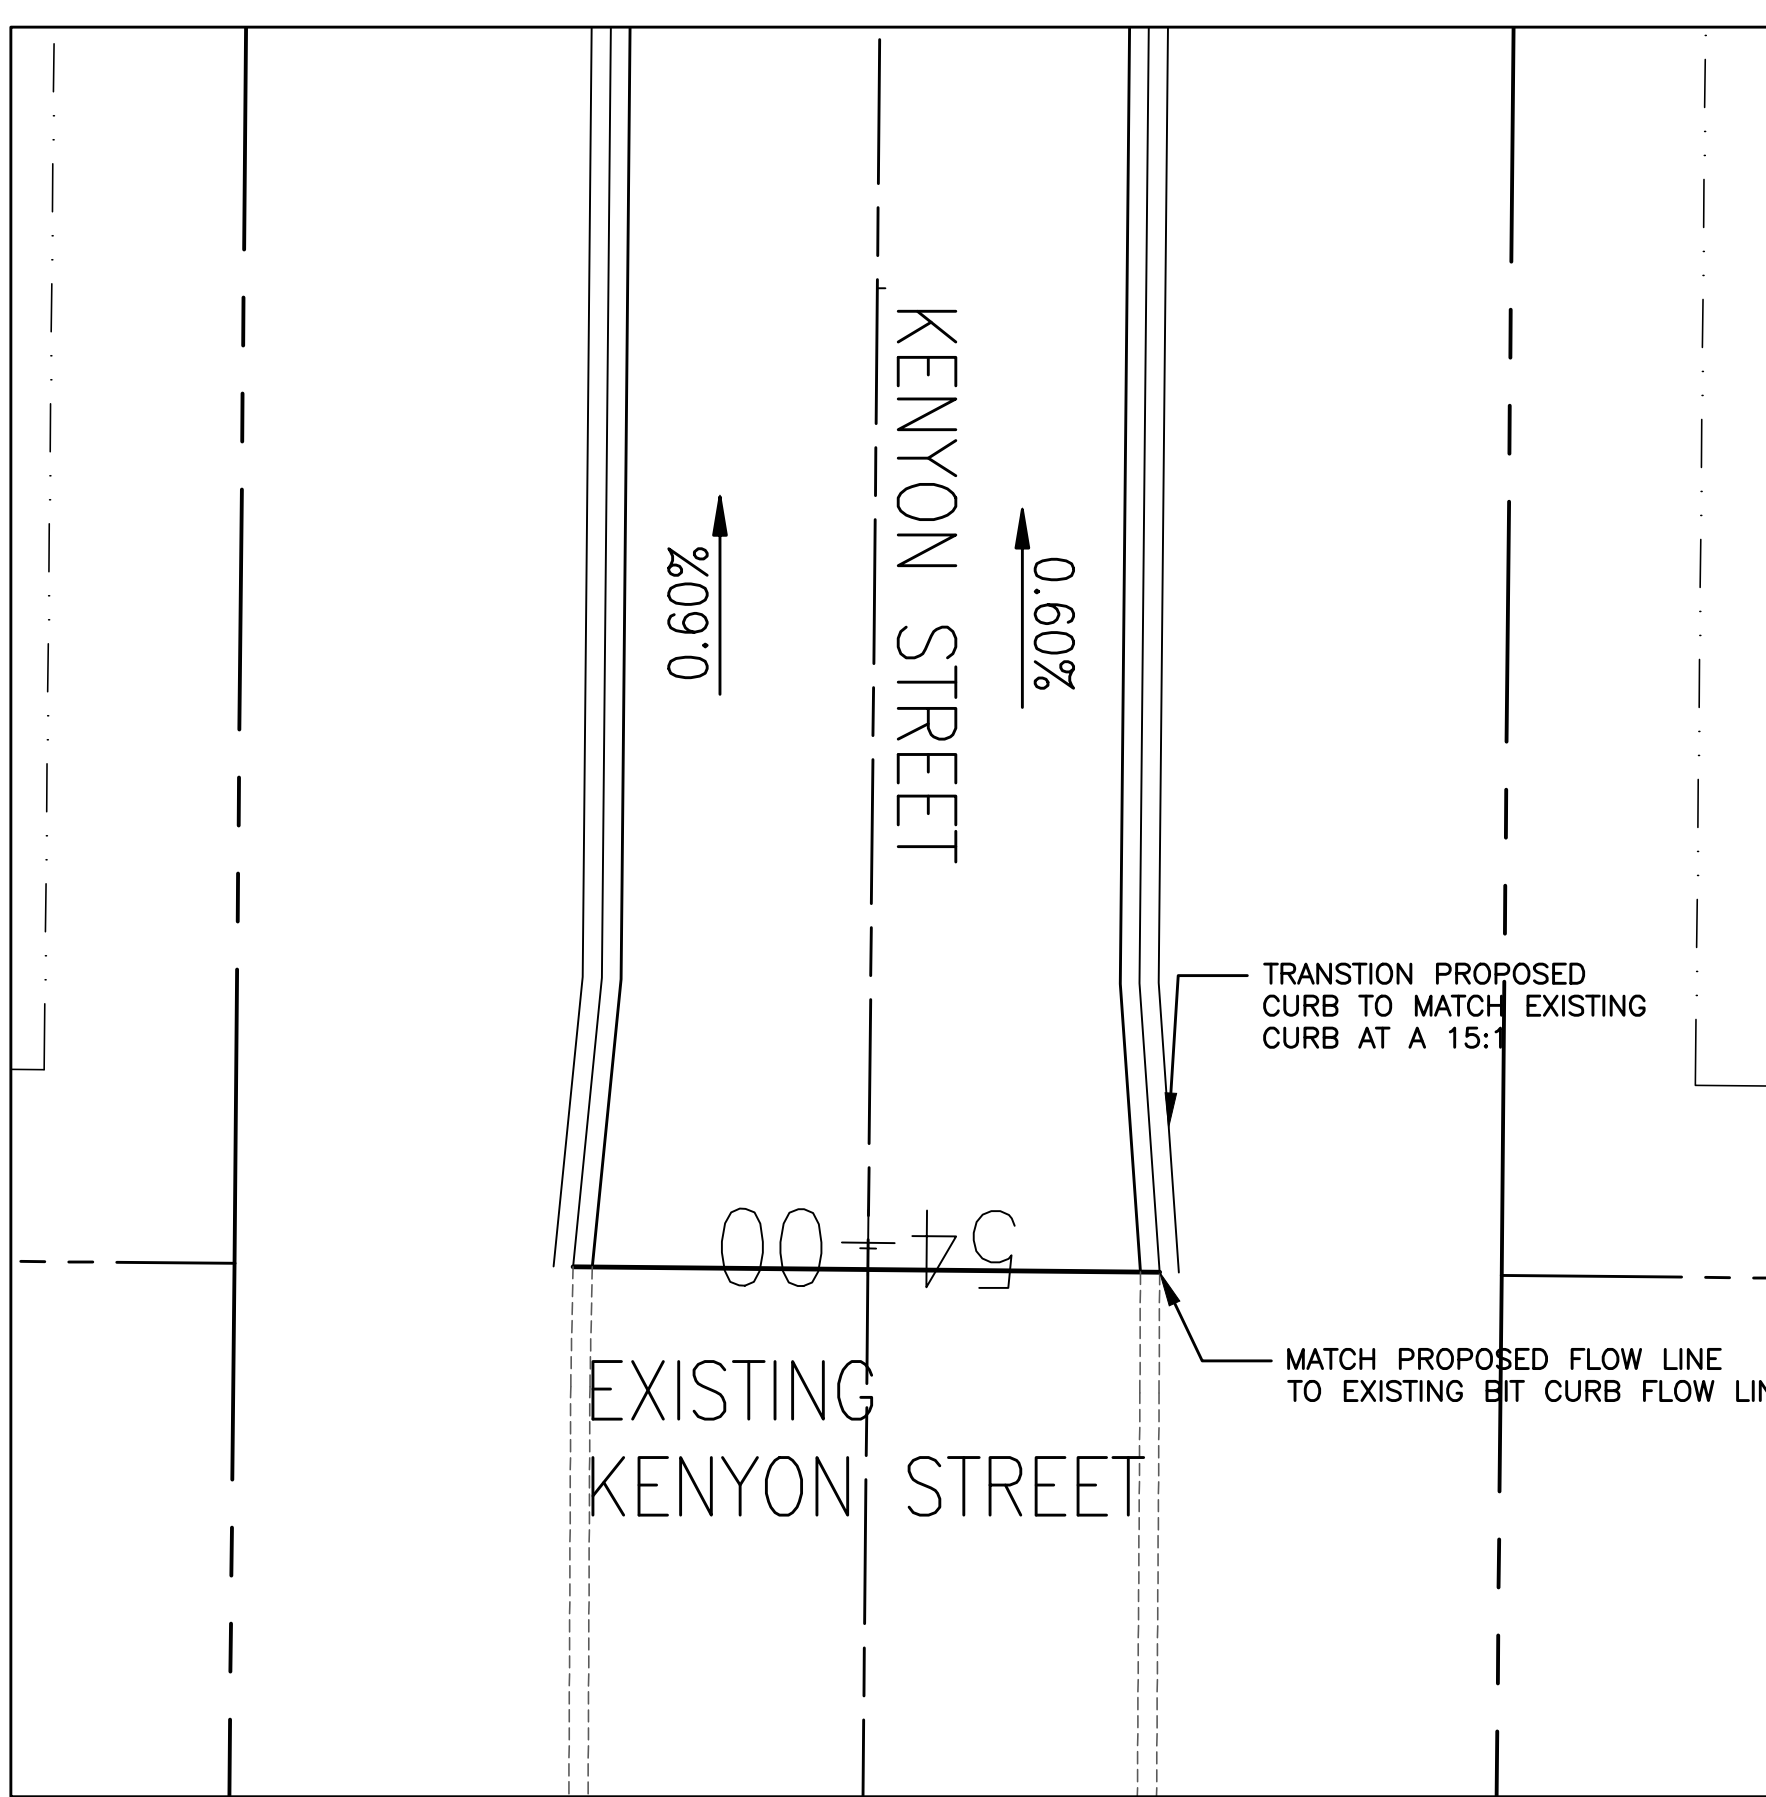 KENYON STREET
0.60%
0.60%
TRANSTION PROPOSED
CURB TO MATCH EXISTING
CURB AT A 15:1
54+00
MATCH PROPOSED FLOW LINE
TO EXISTING BIT CURB FLOW LIN
EXISTING
KENYON STREET